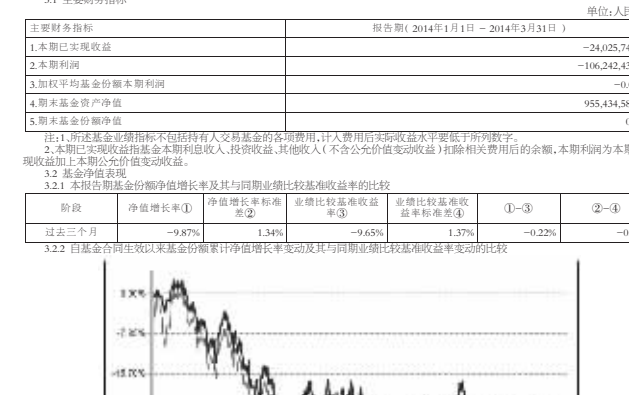 3.1 主要财务指标
单位:人民
主要财务指标 报告期( 2014年1月1日 - 2014年3月31日 )
1.本期已实现收益 -24,025,74
2.本期利润 -106,242,43
3.加权平均基金份额本期利润 -0.
4.期末基金资产净值 955,434,58
5.期末基金份额净值
注:1、所述基金业绩指标不包括持有人交易基金的各项费用,计入费用后实际收益水平要低于所列数字。
2、本期已实现收益指基金本期利息收入、投资收益、其他收入( 不含公允价值变动收益 )扣除相关费用后的余额,本期利润为本期
现收益加上本期公允价值变动收益。
3.2 基金净值表现
3.2.1 本报告期基金份额净值增长率及其与同期业绩比较基准收益率的比较
阶段 净值增长率① 净值增长率标准差② 业绩比较基准收益率③ 业绩比较基准收益率标准差④ ①-③ ②-④
过去三个月 -9.87% 1.34% -9.65% 1.37% -0.22% -0
3.2.2 自基金合同生效以来基金份额累计净值增长率变动及其与同期业绩比较基准收益率变动的比较